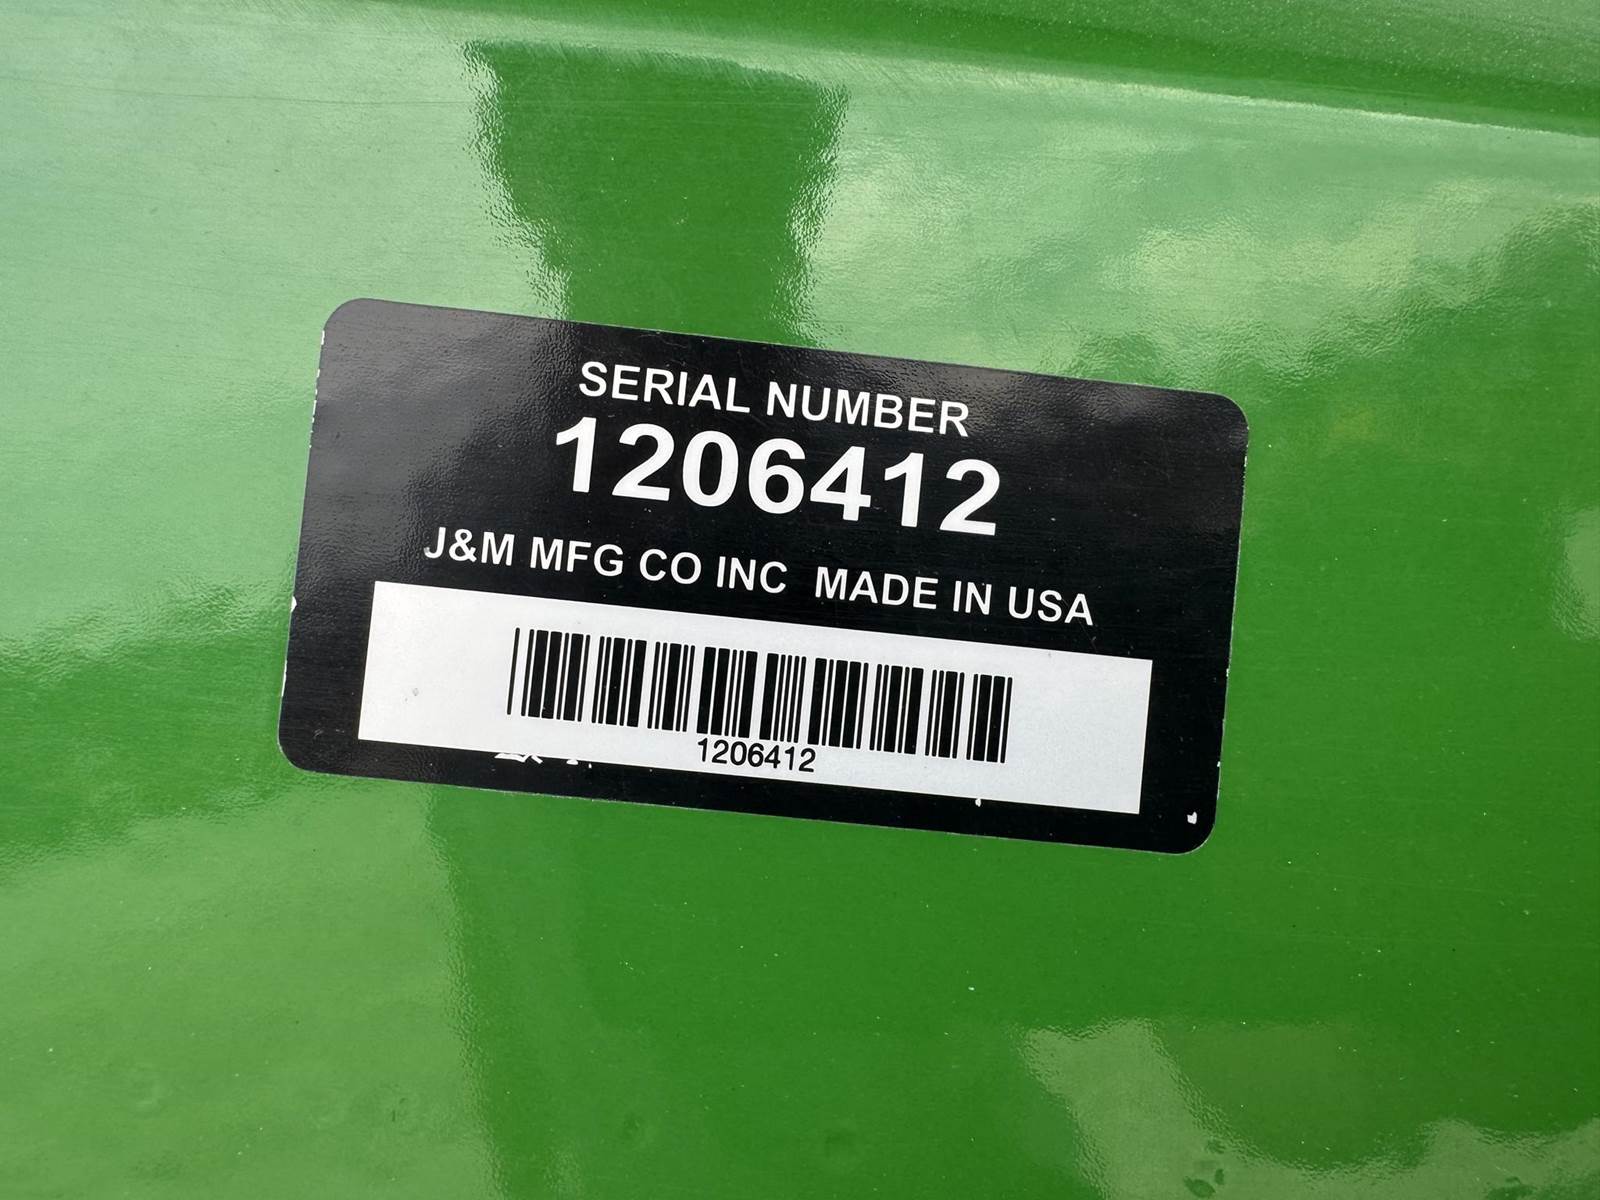 SERIAL NUMBER
1206412
J&M MFG CO INC  MADE IN USA
1206412